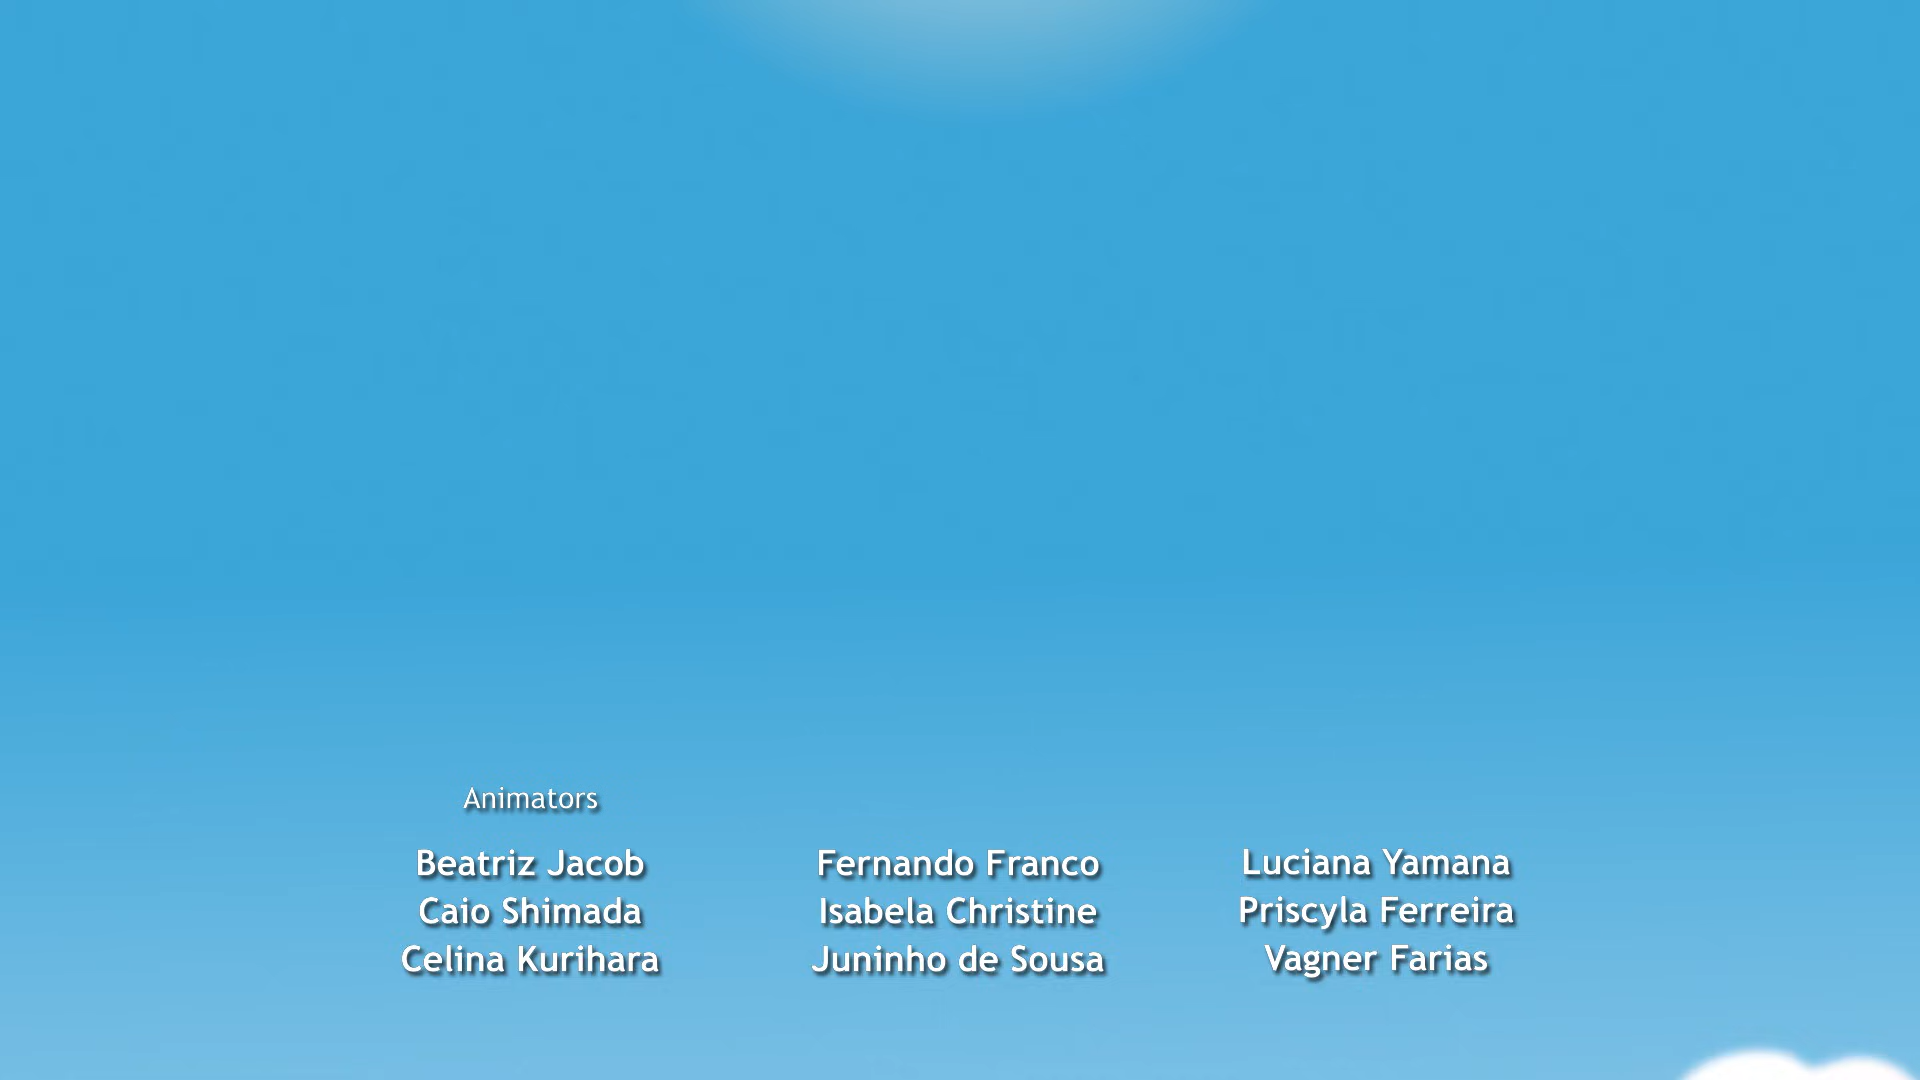 Animators
Beatriz Jacob
Caio Shimada
Celina Kurihara
Fernando Franco
Isabela Christine
Juninho de Sousa
Luciana Yamana
Priscyla Ferreira
Vagner Farias